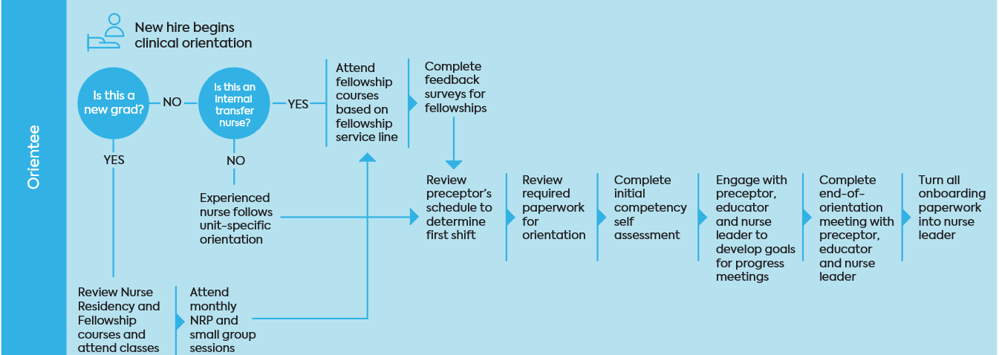 Orientee
New hire begins
clinical orientation
Is this a
new grad?
NO
Is this an
internal
transfer
nurse?
YES
Attend
fellowship
courses
based on
fellowship
service line
Complete
feedback
surveys for
fellowships
YES
NO
Experienced
nurse follows
unit-specific
orientation
Review
preceptor's
schedule to
determine
first shift
Review
required
paperwork
for
orientation
Complete
initial
competency
self
assessment
Engage with
preceptor,
educator
and nurse
leader to
develop goals
for progress
meetings
Complete
end-of-
orientation
meeting with
preceptor,
educator
and nurse
leader
Turn all
onboarding
paperwork
into nurse
leader
Review Nurse
Residency and
Fellowship
courses and
attend classes
Attend
monthly
NRP and
small group
sessions